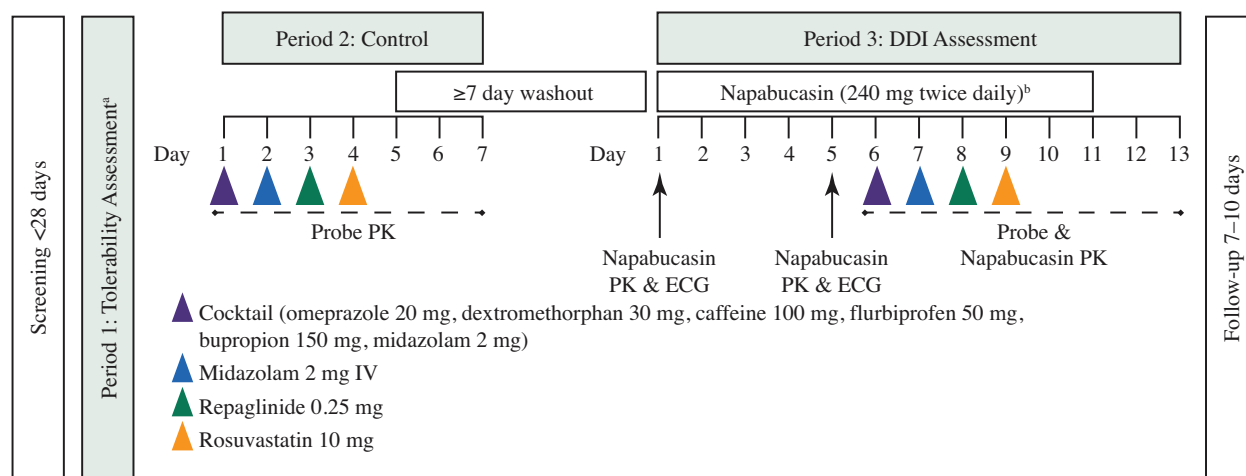 Screening <28 days
Period 1: Tolerability Assessmentᵃ
Period 2: Control
Period 3: DDI Assessment
≥7 day washout
Napabucasin (240 mg twice daily)ᵇ
Day 1 2 3 4 5 6 7
Day 1 2 3 4 5 6 7 8 9 10 11 12 13
Probe PK
Napabucasin
PK & ECG
Napabucasin
PK & ECG
Probe &
Napabucasin PK
Cocktail (omeprazole 20 mg, dextromethorphan 30 mg, caffeine 100 mg, flurbiprofen 50 mg,
bupropion 150 mg, midazolam 2 mg)
Midazolam 2 mg IV
Repaglinide 0.25 mg
Rosuvastatin 10 mg
Follow-up 7–10 days